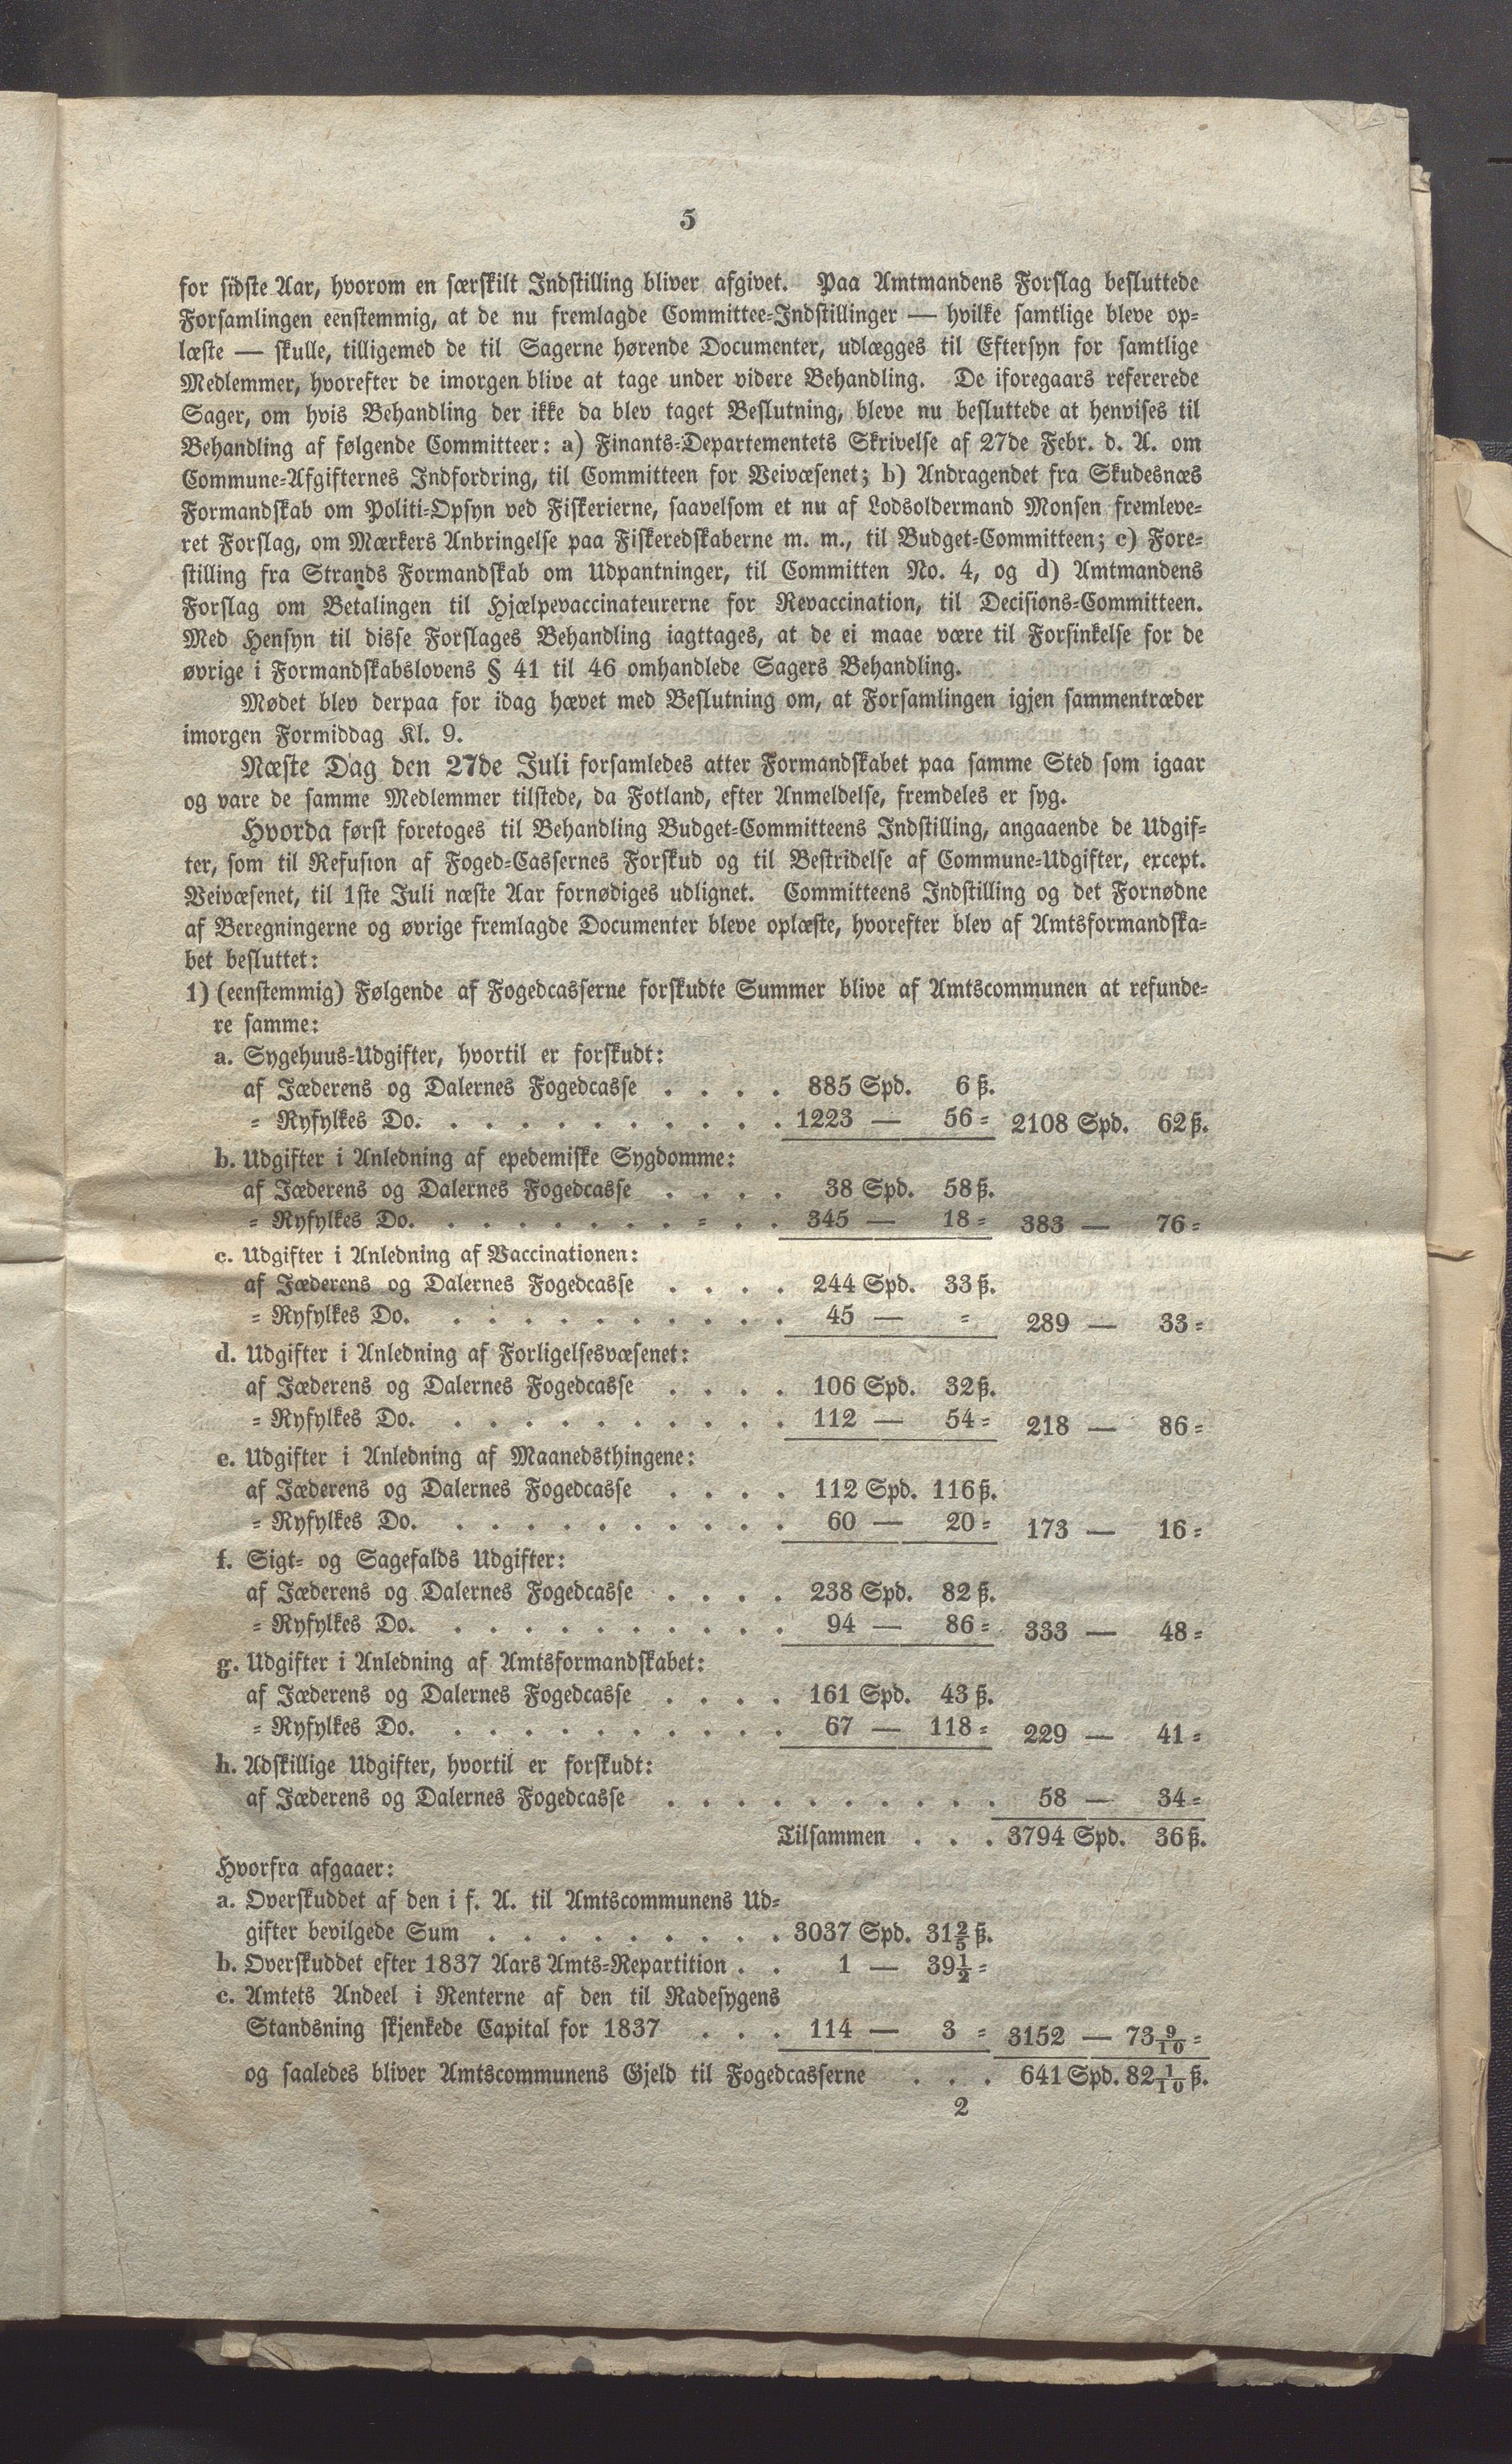 5
for sidste Aar, hvorom en særskilt Indstilling bliver afgivet. Paa Amtmandens Forslag besluttede
Forsamlingen eenstemmig, at de nu fremlagde Committee-Indstillinger — hvilke samtlige bleve op-
læste — skulle, tilligemed de til Sagerne hørende Documenter, udlægges til Eftersyn for samtlige
Medlemmer, hvorefter de imorgen blive at tage under videre Behandling. De iforegaars refererede
Sager, om hvis Behandling der ikke da blev taget Beslutning, bleve nu besluttede at henvises til
Behandling af følgende Committeer: a) Finants-Departementets Skrivelse af 27de Febr. d. A. om
Commune-Afgifternes Indfordring, til Committeen for Veivæsenet; b) Andragendet fra Skudesnæs
Formandskab om Politi-Opsyn ved Fiskerierne, saavelsom et nu af Lodsoldermand Monsen fremleve-
ret Forslag, om Mærkers Anbringelse paa Fiskeredskaberne m. m., til Budget-Committeen; c) Fore-
stilling fra Strands Formandskab om Udpantninger, til Committen No. 4, og d) Amtmandens
Forslag om Betalingen til Hjælpevaccinateurerne for Revaccination, til Decisions-Committeen.
Med Hensyn til disse Forslages Behandling iagttages, at de ei maae være til Forsinkelse for de
øvrige i Formandskabslovens § 41 til 46 omhandlede Sagers Behandling.
Mødet blev derpaa for idag hævet med Beslutning om, at Forsamlingen igjen sammentræder
imorgen Formiddag Kl. 9.
Næste Dag den 27de Juli forsamledes atter Formandskabet paa samme Sted som igaar
og vare de samme Medlemmer tilstede, da Fotland, efter Anmeldelse, fremdeles er syg.
Hvorda først foretoges til Behandling Budget-Committeens Indstilling, angaaende de Udgif-
ter, som til Refusion af Foged-Cassernes Forskud og til Bestridelse af Commune-Udgifter, except.
Veivæsenet, til 1ste Juli næste Aar fornødiges udlignet. Committeens Indstilling og det Fornødne
af Beregningerne og øvrige fremlagde Documenter bleve oplæste, hvorefter blev af Amtsformandska-
bet besluttet:
1) (eenstemmig) Følgende af Fogedcasserne forskudte Summer blive af Amtscommunen at refunde-
re samme:
a. Sygehuus-Udgifter, hvortil er forskudt:
af Jæderens og Dalernes Fogedcasse . . . . 885 Spd. 6 ß.
= Ryfylkes Do. . . . . . . . . . . . 1223 — 56 = 2108 Spd. 62 ß.
b. Udgifter i Anledning af epedemiske Sygdomme:
af Jæderens og Dalernes Fogedcasse . . . . 38 Spd. 58 ß.
= Ryfylkes Do. . . . . . . . . = . . 345 — 18 = 383 — 76 =
c. Udgifter i Anledning af Vaccinationen:
af Jæderens og Dalernes Fogedcasse . . . . 244 Spd. 33 ß.
= Ryfylkes Do. . . . . . . . . . . . 45 — = 289 — 33 =
d. Udgifter i Anledning af Forligelsesvæsenet:
af Jæderens og Dalernes Fogedcasse . . . . 106 Spd. 32 ß.
= Ryfylkes Do. . . . . . . . . . . . 112 — 54 = 218 — 86 =
e. Udgifter i Anledning af Maanedsthingene:
af Jæderens og Dalernes Fogedcasse . . . . 112 Spd. 116 ß.
= Ryfylkes Do. . . . . . . . . . . . 60 — 20 = 173 — 16 =
f. Sigt- og Sagefalds Udgifter:
af Jæderens og Dalernes Fogedcasse . . . . 238 Spd. 82 ß.
= Ryfylkes Do. . . . . . . . . . . . 94 — 86 = 333 — 48 =
g. Udgifter i Anledning af Amtsformandskabet:
af Jæderens og Dalernes Fogedcasse . . . . 161 Spd. 43 ß.
= Ryfylkes Do. . . . . . . . . . . . 67 — 118 = 229 — 41 =
h. Adskillige Udgifter, hvortil er forskudt:
af Jæderens og Dalernes Fogedcasse . . . . . . . . . . 58 — 34 =
Tilsammen . . . 3794 Spd. 36 ß.
Hvorfra afgaaer:
a. Overskuddet af den i f. A. til Amtscommunens Ud-
gifter bevilgede Sum . . . . . . . . . 3037 Spd. 31 2/5 ß.
b. Overskuddet efter 1837 Aars Amts-Repartition . . 1 — 39 1/2 =
c. Amtets Andeel i Renterne af den til Radesygens
Standsning skjenkede Capital for 1837 . . . 114 — 3 = 3152 — 73 9/10 =
og saaledes bliver Amtscommunens Gjeld til Fogedcasserne . . . 641 Spd. 82 1/10 ß.
2